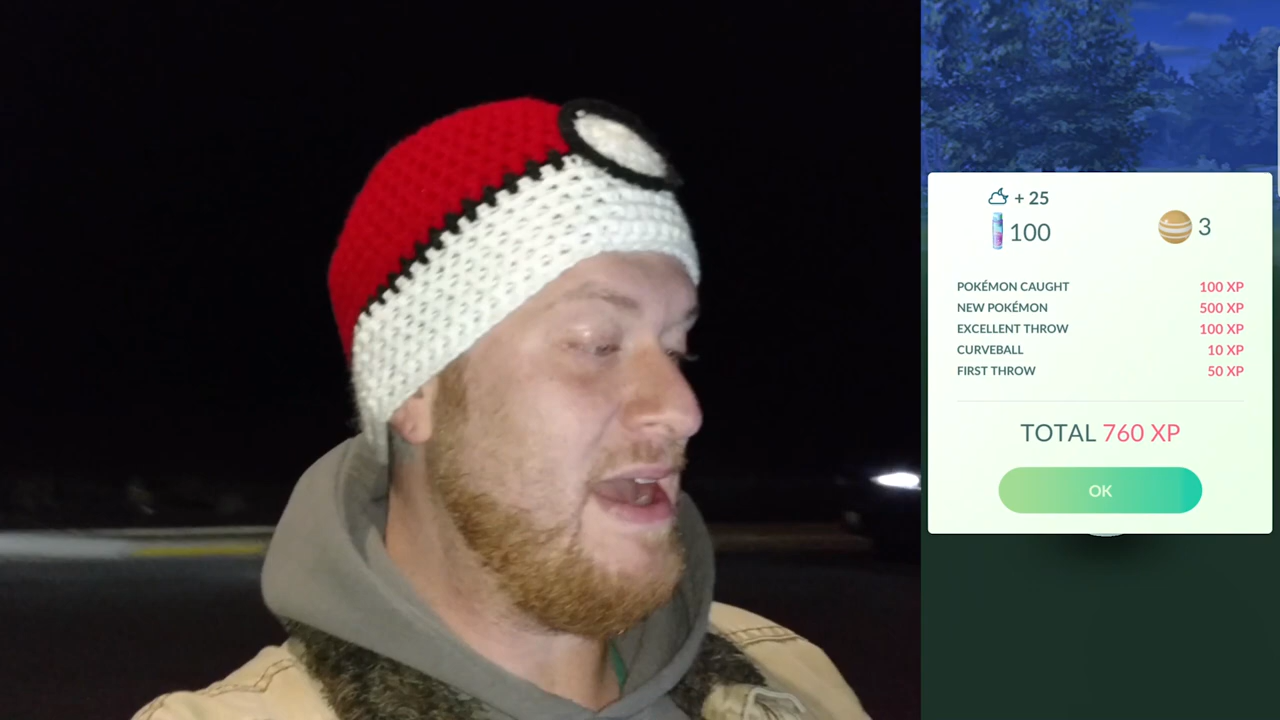 + 25
100
3
POKÉMON CAUGHT 100 XP
NEW POKÉMON 500 XP
EXCELLENT THROW 100 XP
CURVEBALL 10 XP
FIRST THROW 50 XP
TOTAL 760 XP
OK